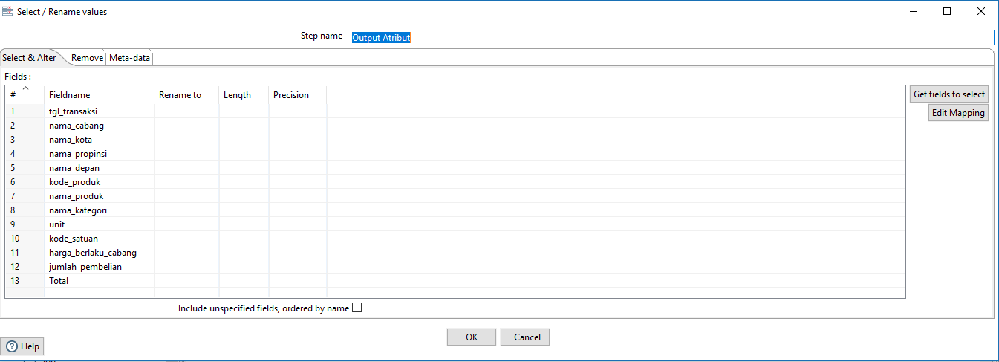 Select / Rename values
Step name Output Atribut
Select & Alter Remove Meta-data
Fields :
# Fieldname Rename to Length Precision
1 tgl_transaksi
2 nama_cabang
3 nama_kota
4 nama_propinsi
5 nama_depan
6 kode_produk
7 nama_produk
8 nama_kategori
9 unit
10 kode_satuan
11 harga_berlaku_cabang
12 jumlah_pembelian
13 Total
Get fields to select
Edit Mapping
Include unspecified fields, ordered by name
OK Cancel
Help